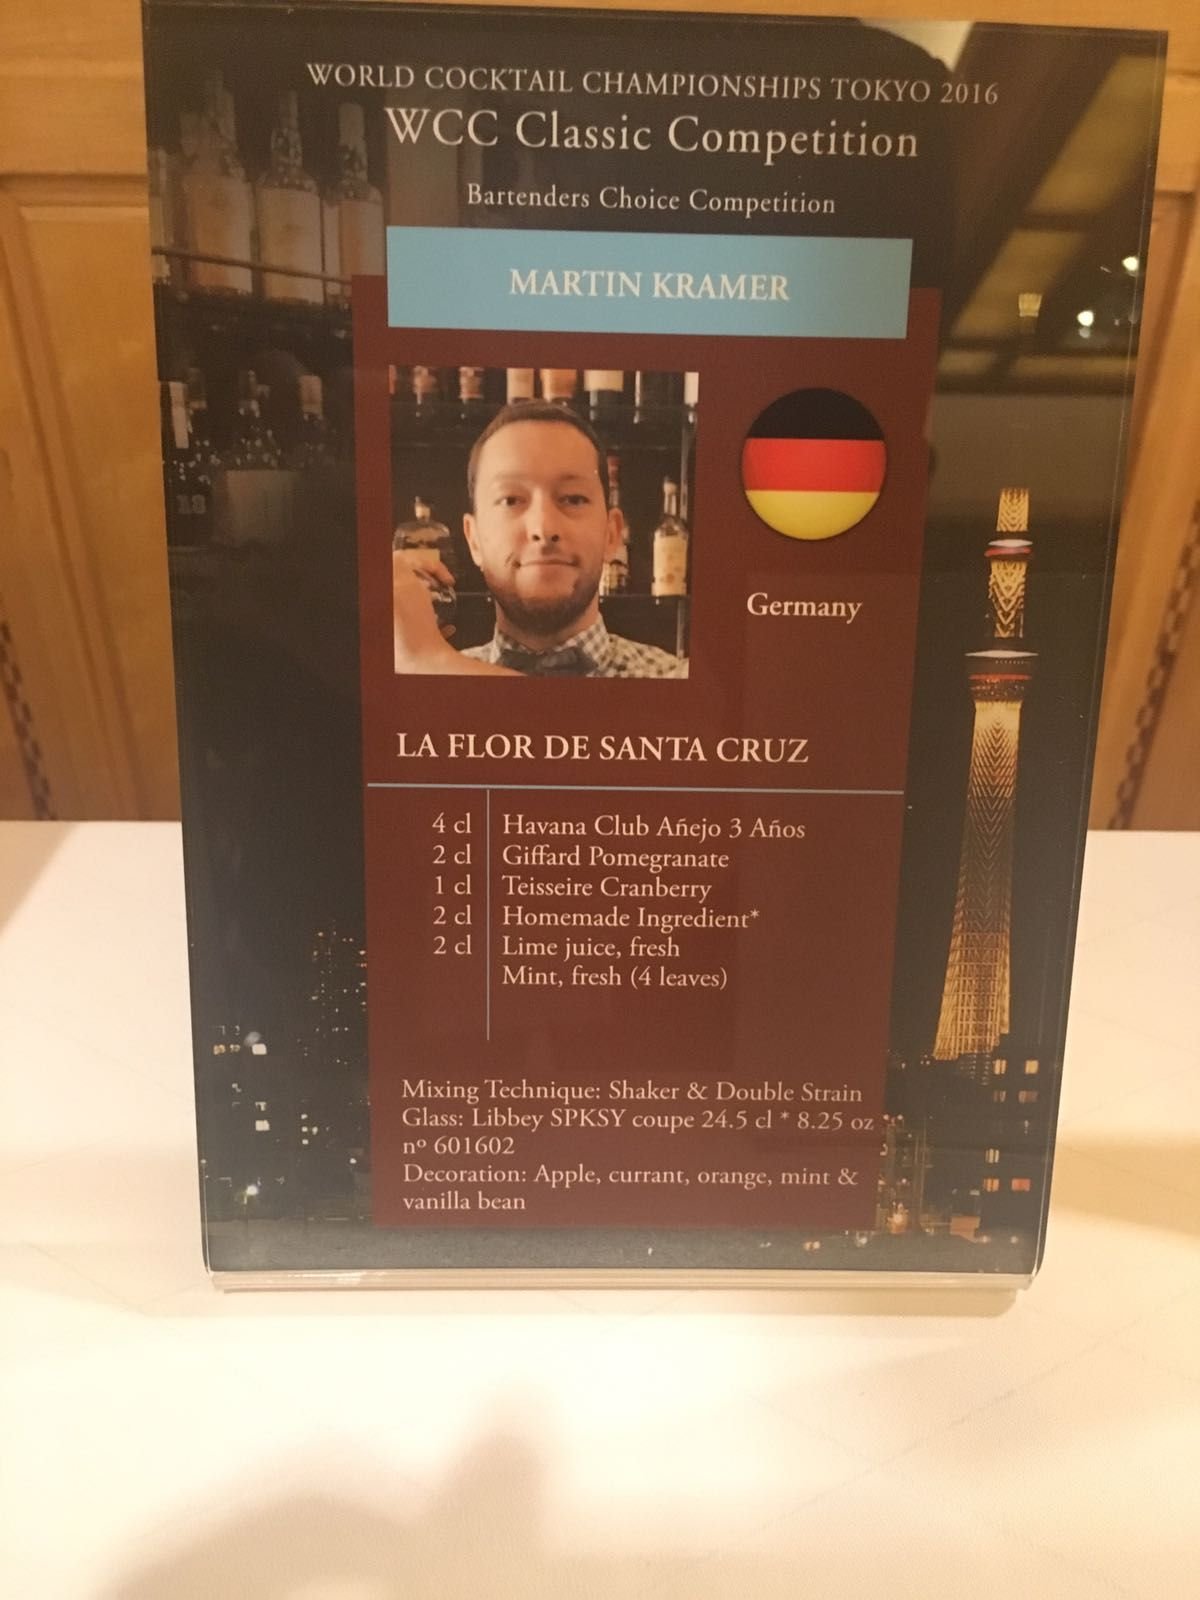 WORLD COCKTAIL CHAMPIONSHIPS TOKYO 2016
WCC Classic Competition
Bartenders Choice Competition
MARTIN KRAMER
Germany
LA FLOR DE SANTA CRUZ
4 cl Havana Club Añejo 3 Años
2 cl Giffard Pomegranate
1 cl Teisseire Cranberry
2 cl Homemade Ingredient*
2 cl Lime juice, fresh
Mint, fresh (4 leaves)
Mixing Technique: Shaker & Double Strain
Glass: Libbey SPKSY coupe 24.5 cl * 8.25 oz
nº 601602
Decoration: Apple, currant, orange, mint &
vanilla bean